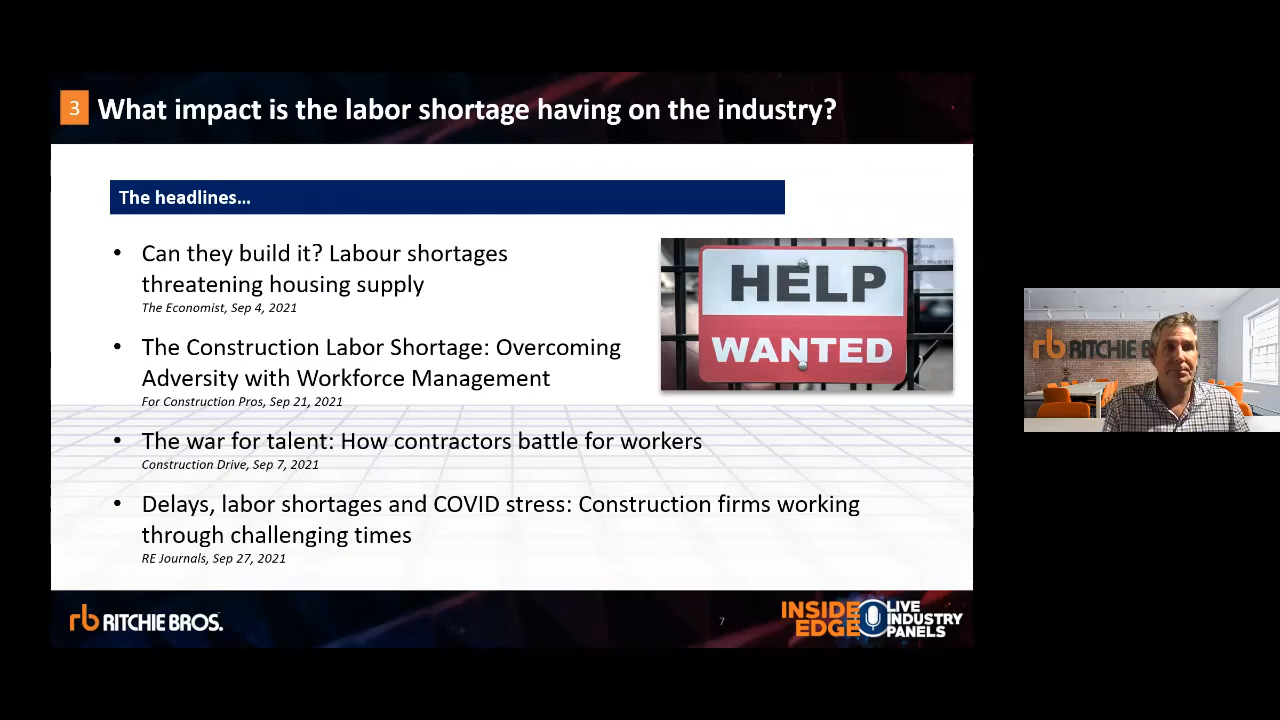 3 What impact is the labor shortage having on the industry?
The headlines...
• Can they build it? Labour shortages
threatening housing supply
The Economist, Sep 4, 2021
• The Construction Labor Shortage: Overcoming
Adversity with Workforce Management
For Construction Pros, Sep 21, 2021
• The war for talent: How contractors battle for workers
Construction Drive, Sep 7, 2021
• Delays, labor shortages and COVID stress: Construction firms working
through challenging times
RE Journals, Sep 27, 2021
HELP
WANTED
rb RITCHIE BROS.
7
INSIDE
EDGE
LIVE
INDUSTRY
PANELS
rb RITCHIE B